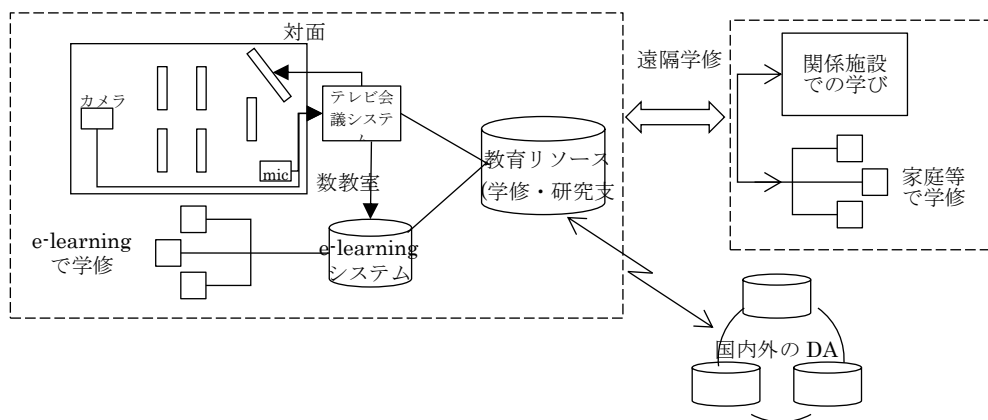 対面
カメラ
テレビ会
議システ
ム
mic
数教室
e-learning
で学修
e-learning
システム
教育リソース
(学修・研究支
遠隔学修
関係施設
での学び
家庭等
で学修
国内外の DA